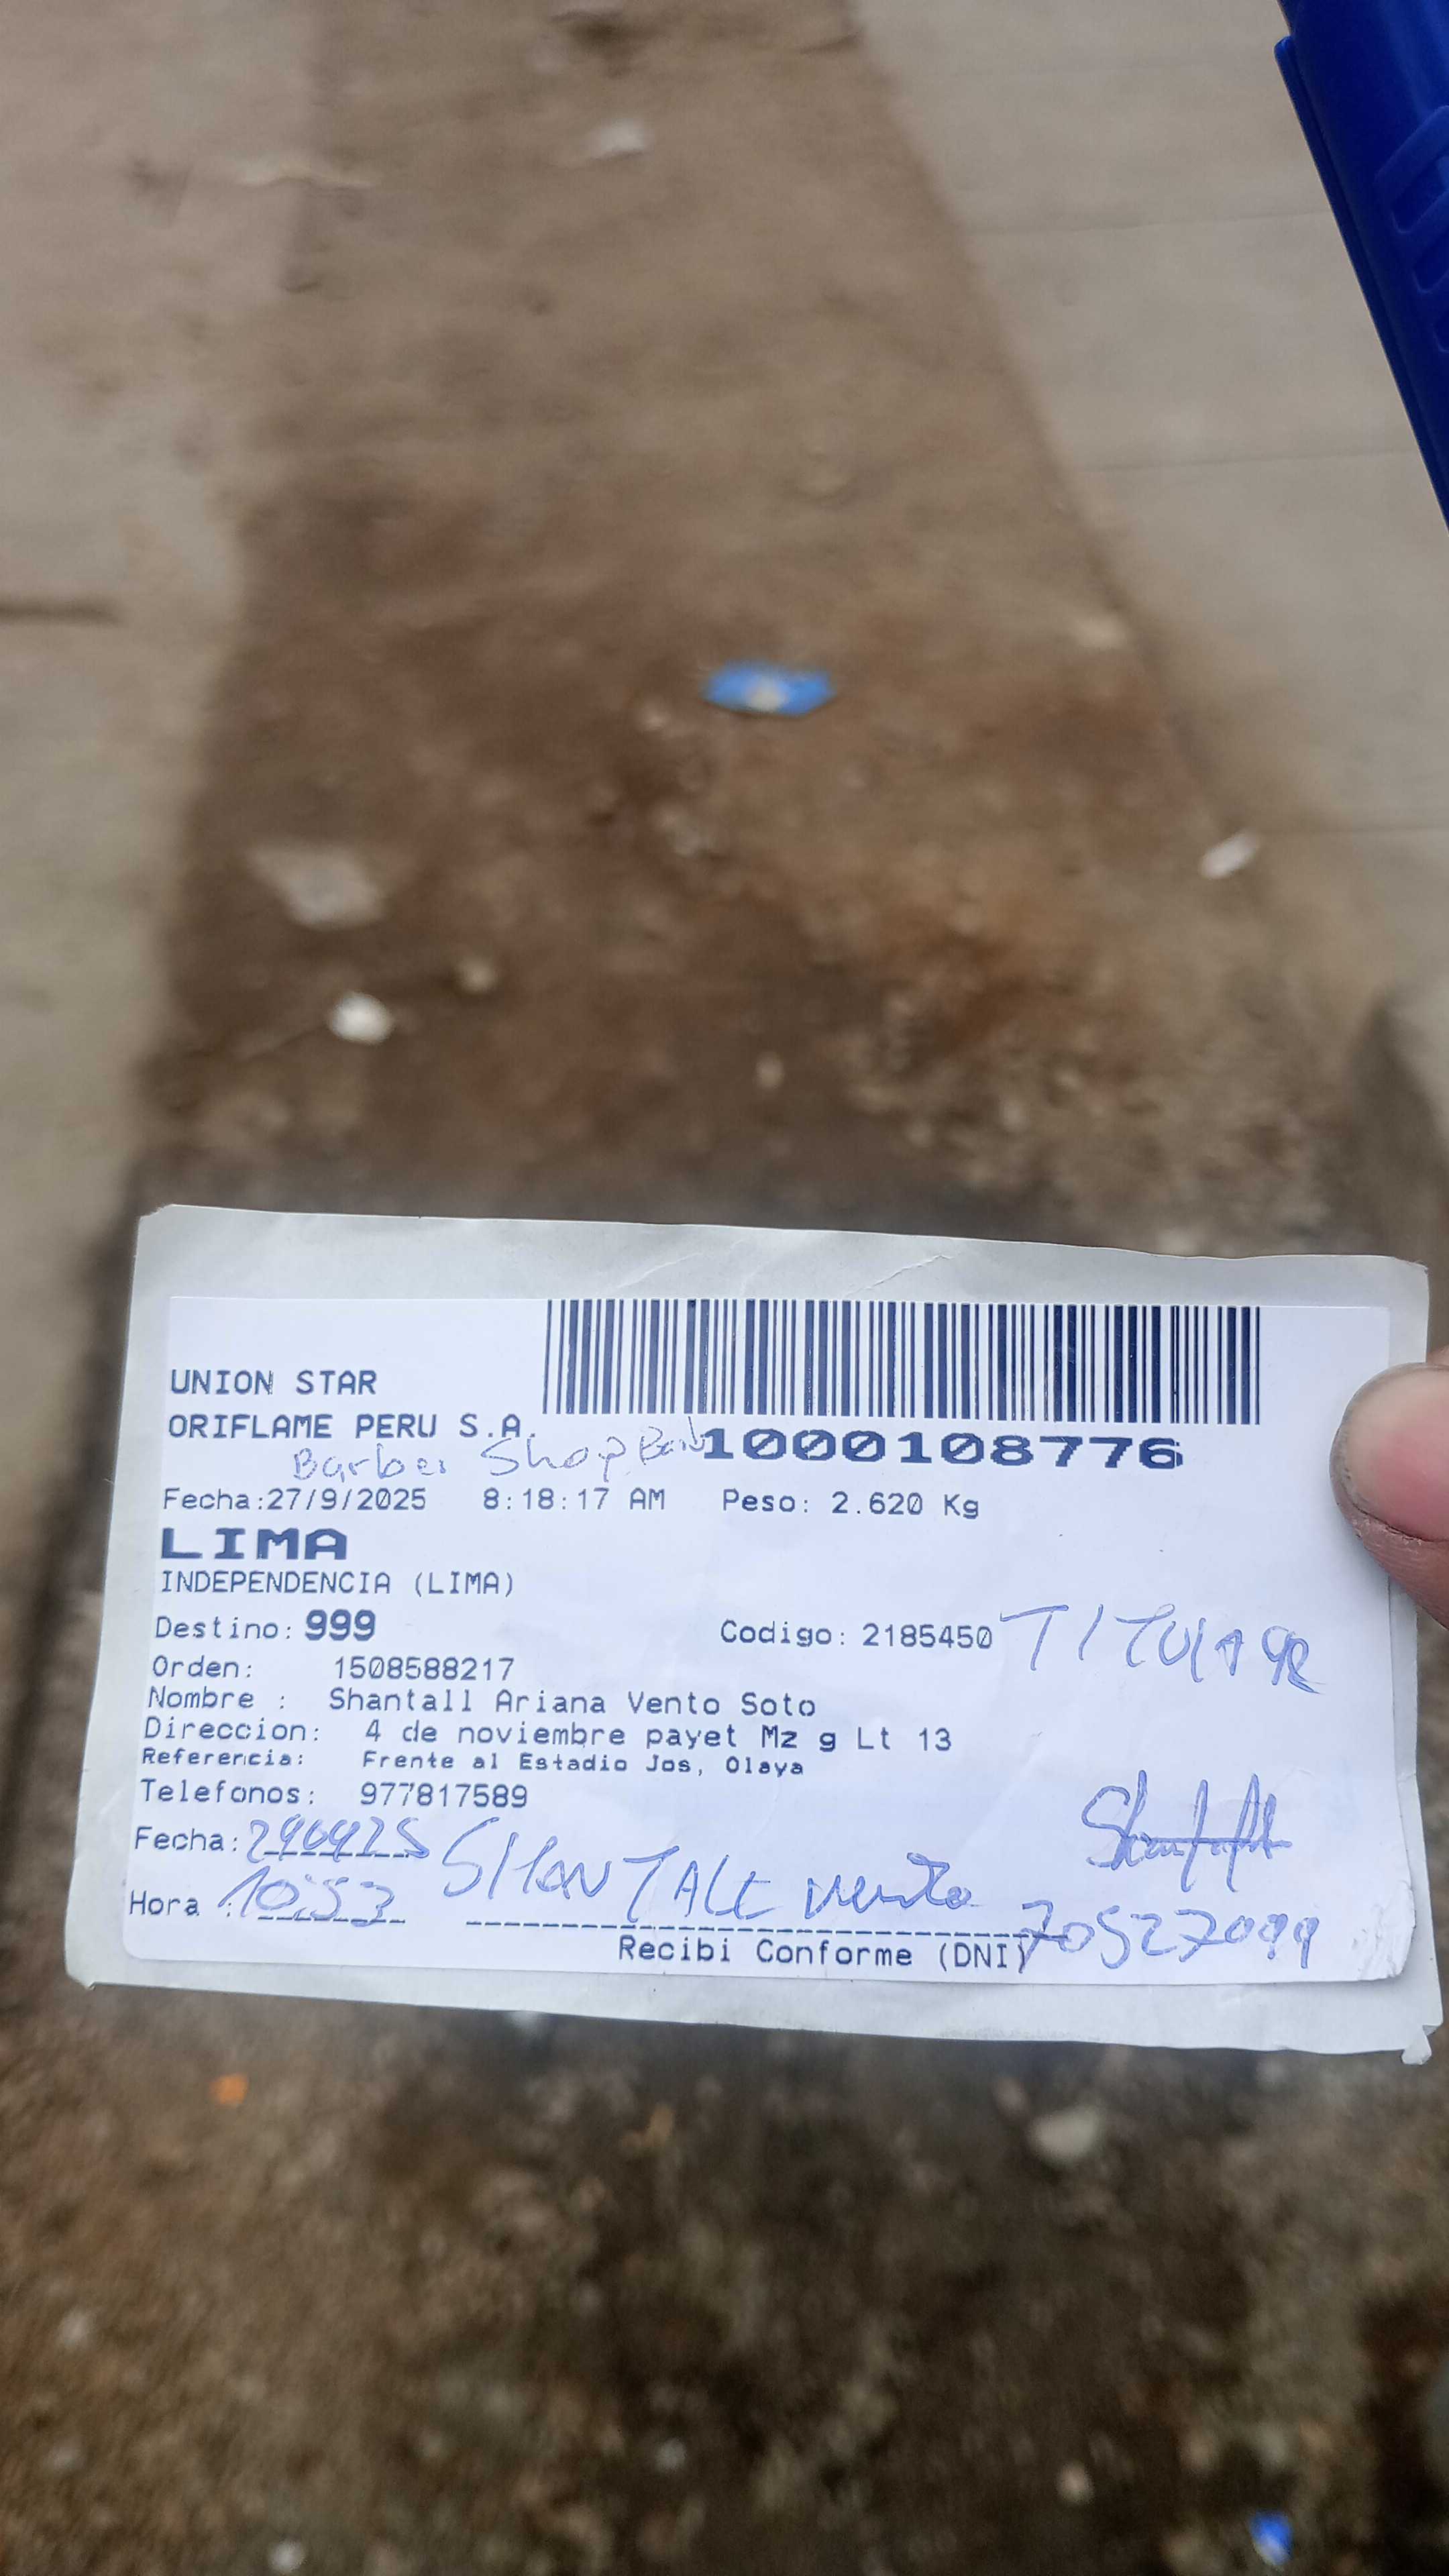 UNION STAR
ORIFLAME PERU S.A.
Barber Shop
1000108776
Fecha:27/9/2025 8:18:17 AM Peso: 2.620 Kg
LIMA
INDEPENDENCIA (LIMA)
Destino: 999 Codigo: 2185450 TITULAR
Orden: 1508588217
Nombre : Shantall Ariana Vento Soto
Direccion: 4 de noviembre payet Mz g Lt 13
Referencia: Frente al Estadio Jos, Olaya
Telefonos: 977817589
Fecha: 290925 SHANTALL vento
Hora : 10:53
Recibi Conforme (DNI) 70527099